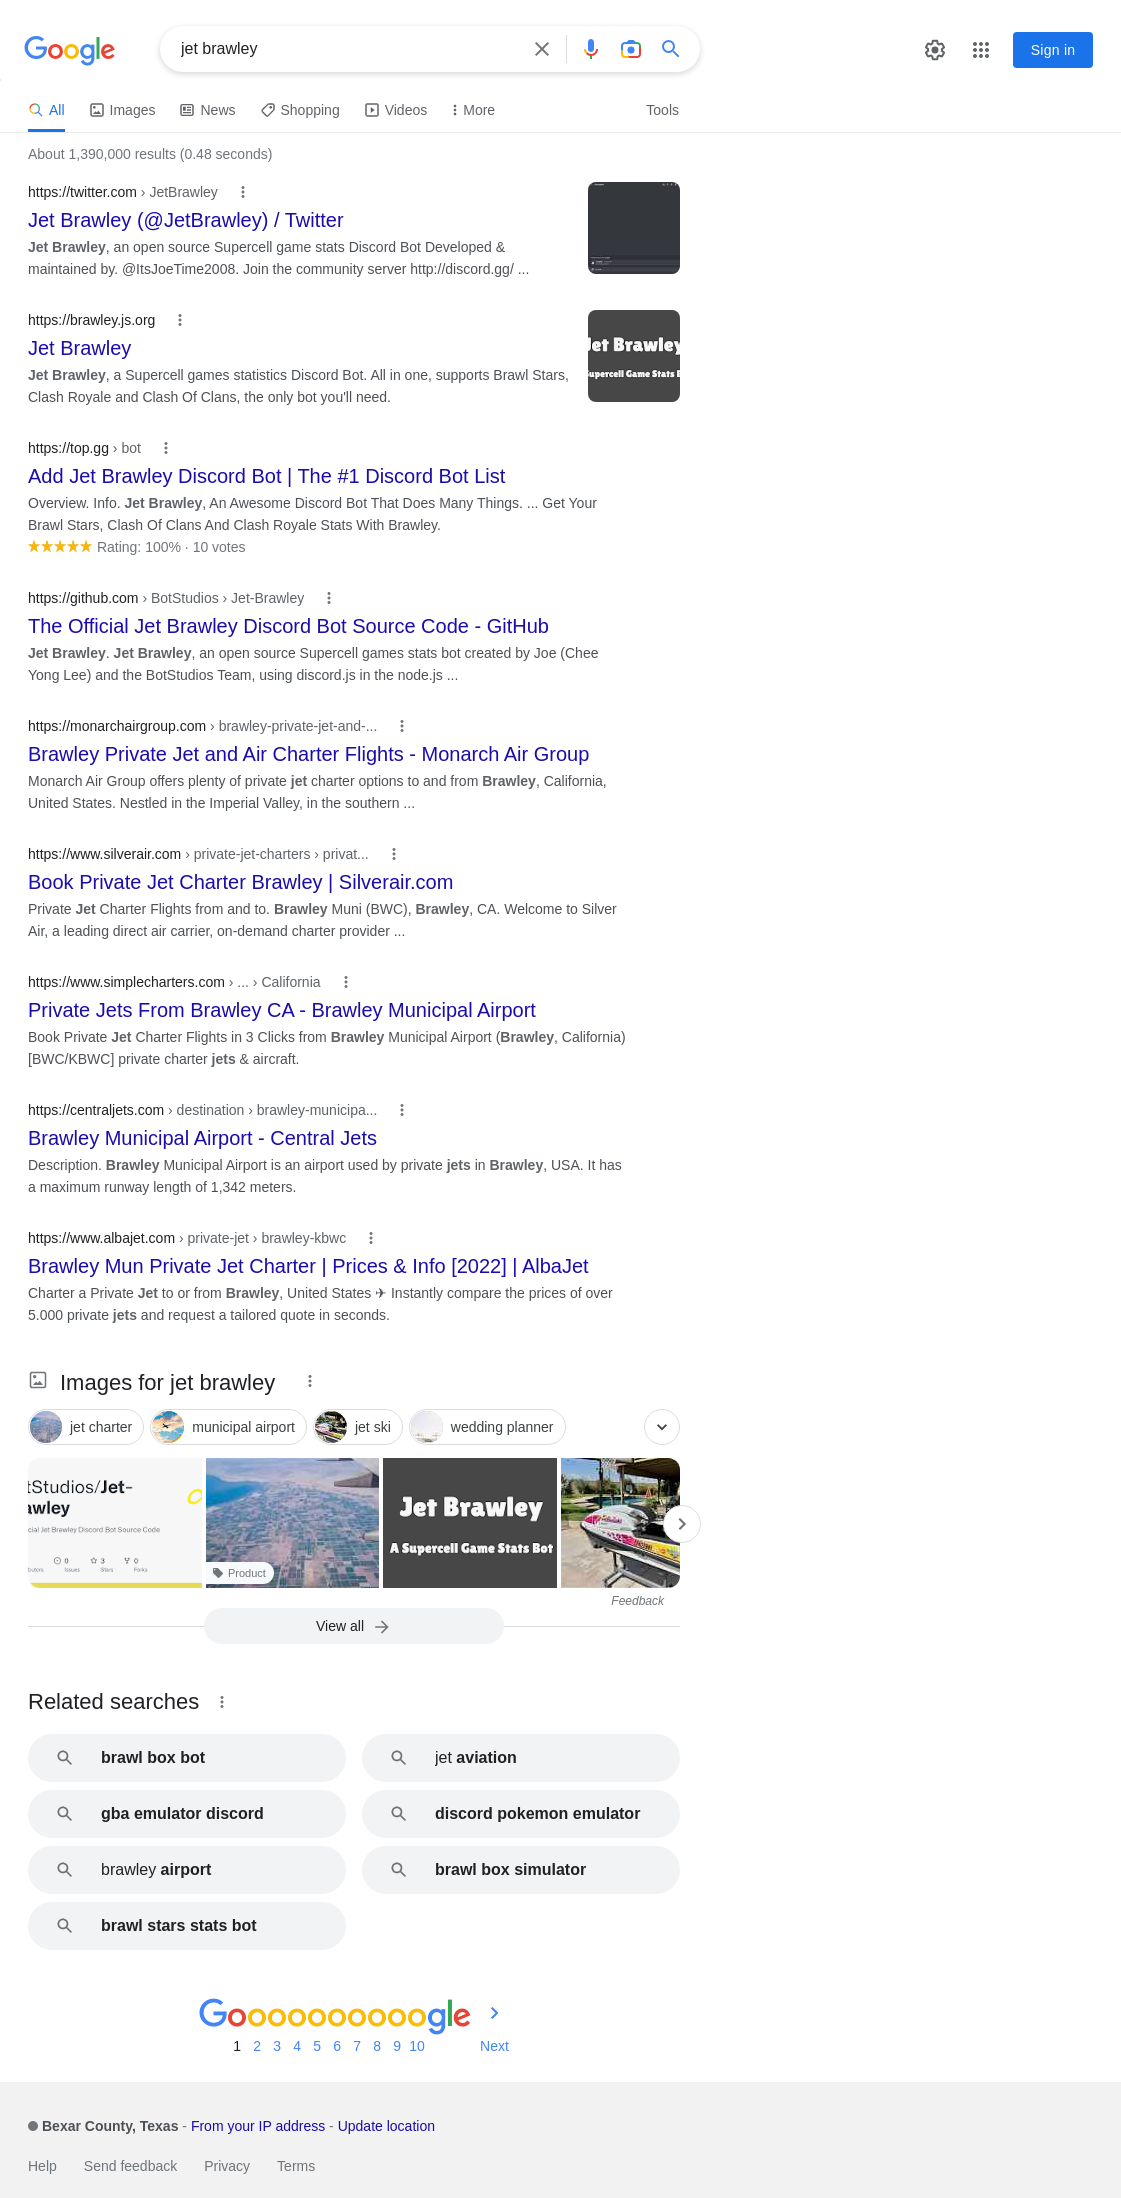 Google
jet brawley
Sign in
All
Images
News
Shopping
Videos
More
Tools
About 1,390,000 results (0.48 seconds)
https://twitter.com › JetBrawley
Jet Brawley (@JetBrawley) / Twitter
Jet Brawley, an open source Supercell game stats Discord Bot Developed &
maintained by. @ItsJoeTime2008. Join the community server http://discord.gg/ ...
https://brawley.js.org
Jet Brawley
Jet Brawley, a Supercell games statistics Discord Bot. All in one, supports Brawl Stars,
Clash Royale and Clash Of Clans, the only bot you'll need.
Jet Brawley
Supercell Game Stats B
https://top.gg › bot
Add Jet Brawley Discord Bot | The #1 Discord Bot List
Overview. Info. Jet Brawley, An Awesome Discord Bot That Does Many Things. ... Get Your
Brawl Stars, Clash Of Clans And Clash Royale Stats With Brawley.
Rating: 100% · 10 votes
https://github.com › BotStudios › Jet-Brawley
The Official Jet Brawley Discord Bot Source Code - GitHub
Jet Brawley. Jet Brawley, an open source Supercell games stats bot created by Joe (Chee
Yong Lee) and the BotStudios Team, using discord.js in the node.js ...
https://monarchairgroup.com › brawley-private-jet-and-...
Brawley Private Jet and Air Charter Flights - Monarch Air Group
Monarch Air Group offers plenty of private jet charter options to and from Brawley, California,
United States. Nestled in the Imperial Valley, in the southern ...
https://www.silverair.com › private-jet-charters › privat...
Book Private Jet Charter Brawley | Silverair.com
Private Jet Charter Flights from and to. Brawley Muni (BWC), Brawley, CA. Welcome to Silver
Air, a leading direct air carrier, on-demand charter provider ...
https://www.simplecharters.com › ... › California
Private Jets From Brawley CA - Brawley Municipal Airport
Book Private Jet Charter Flights in 3 Clicks from Brawley Municipal Airport (Brawley, California)
[BWC/KBWC] private charter jets & aircraft.
https://centraljets.com › destination › brawley-municipa...
Brawley Municipal Airport - Central Jets
Description. Brawley Municipal Airport is an airport used by private jets in Brawley, USA. It has
a maximum runway length of 1,342 meters.
https://www.albajet.com › private-jet › brawley-kbwc
Brawley Mun Private Jet Charter | Prices & Info [2022] | AlbaJet
Charter a Private Jet to or from Brawley, United States ✈ Instantly compare the prices of over
5.000 private jets and request a tailored quote in seconds.
Images for jet brawley
jet charter
municipal airport
jet ski
wedding planner
tStudios/Jet-
awley
cial Jet Brawley Discord Bot Source Code
0 3 0
butors Issues Stars Forks
Product
Jet Brawley
A Supercell Game Stats Bot
Feedback
View all
Related searches
brawl box bot
jet aviation
gba emulator discord
discord pokemon emulator
brawley airport
brawl box simulator
brawl stars stats bot
Goooooooooogle
1 2 3 4 5 6 7 8 9 10 Next
Bexar County, Texas - From your IP address - Update location
Help Send feedback Privacy Terms